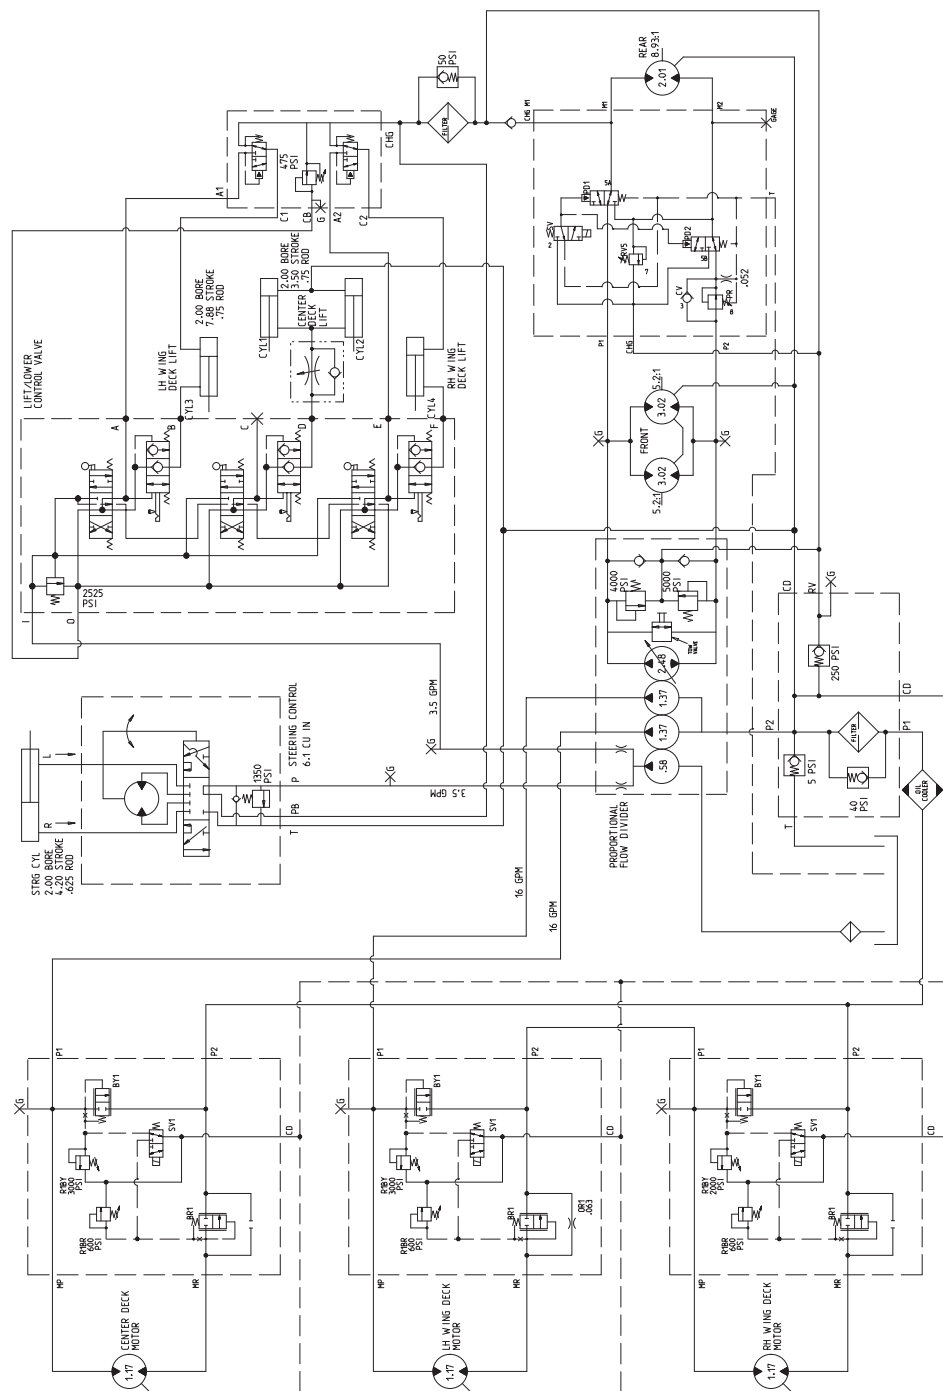 REAR
8.93:1
2.01
50
PSI
FILTER
CHG
CHG M1
M1
M2
GAGE
T
475
PSI
A1
C1
CB
G
A2
C2
PD1
5A
SV
2
RV5
7
PD2
5B
CV
3
PR
8
.052
P1
CHG
P2
LIFT/LOWER
CONTROL VALVE
2.00 BORE
7.88 STROKE
.75 ROD
LH WING
DECK LIFT
CYL3
2.00 BORE
3.50 STROKE
.75 ROD
CENTER
DECK
LIFT
CYL1
CYL2
RH WING
DECK LIFT
CYL4
A
B
C
D
E
F
2525
PSI
I
O
G
5.2:1
3.02
FRONT
3.02
5.2:1
G
4000
PSI
5000
PSI
TOW
VALVE
2.48
1.37
1.37
.58
PROPORTIONAL
FLOW DIVIDER
3.5 GPM
G
3.5 GPM
G
STEERING CONTROL
6.1 CU IN
1350
PSI
P
PB
T
L
R
STRG CYL
2.00 BORE
4.20 STROKE
.625 ROD
CD
RV
G
250 PSI
CD
P2
P1
FILTER
5 PSI
40
PSI
T
OIL
COOLER
16 GPM
16 GPM
G
P1
P2
BY1
SV1
R1BY
3000
PSI
R1BR
600
PSI
BR1
CD
MP
MR
CENTER DECK
MOTOR
1.17
G
P1
P2
BY1
SV1
R1BY
3000
PSI
R1BR
600
PSI
BR1
OR1
.063
CD
MP
MR
LH WING DECK
MOTOR
1.17
G
P1
P2
BY1
SV1
R1BY
2000
PSI
R1BR
600
PSI
BR1
CD
MP
MR
RH WING DECK
MOTOR
1.17